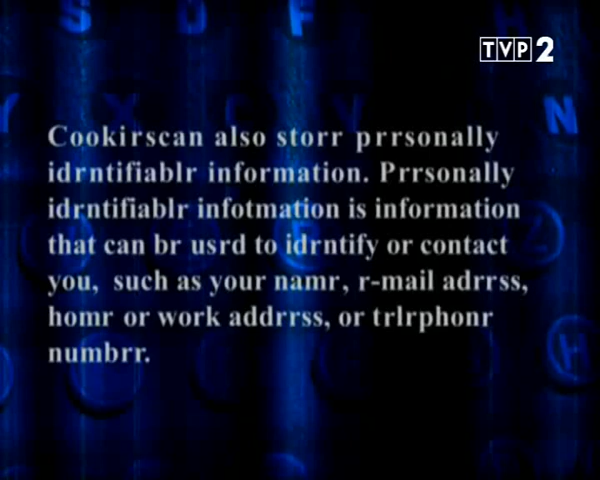 S D F H
TVP2
Y X C V N
Cookirscan also storr prrsonally
idrntifiablr information. Prrsonally
idrntifiablr infotmation is information
that can br usrd to idrntify or contact
you, such as your namr, r-mail adrrss,
homr or work addrrss, or trlrphonr
numbrr.
Z
H